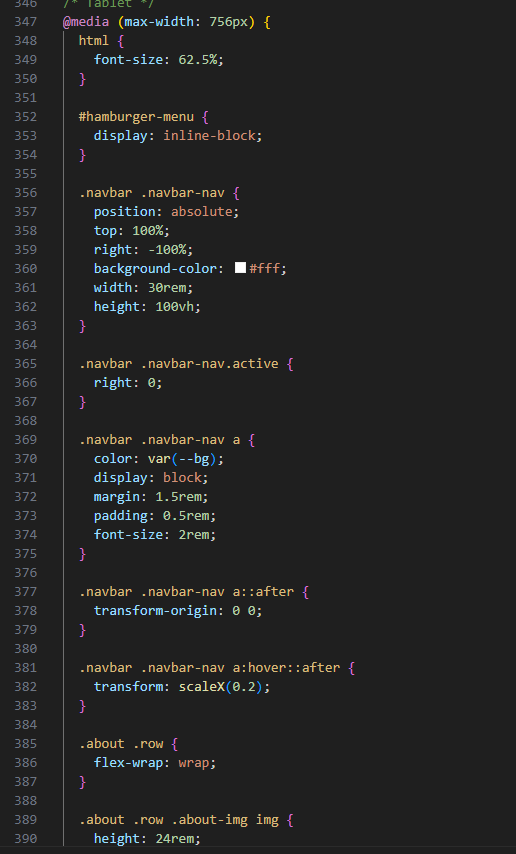 346 /* Tablet */
347 @media (max-width: 756px) {
348 html {
349 font-size: 62.5%;
350 }
351
352 #hamburger-menu {
353 display: inline-block;
354 }
355
356 .navbar .navbar-nav {
357 position: absolute;
358 top: 100%;
359 right: -100%;
360 background-color: #fff;
361 width: 30rem;
362 height: 100vh;
363 }
364
365 .navbar .navbar-nav.active {
366 right: 0;
367 }
368
369 .navbar .navbar-nav a {
370 color: var(--bg);
371 display: block;
372 margin: 1.5rem;
373 padding: 0.5rem;
374 font-size: 2rem;
375 }
376
377 .navbar .navbar-nav a::after {
378 transform-origin: 0 0;
379 }
380
381 .navbar .navbar-nav a:hover::after {
382 transform: scaleX(0.2);
383 }
384
385 .about .row {
386 flex-wrap: wrap;
387 }
388
389 .about .row .about-img img {
390 height: 24rem;